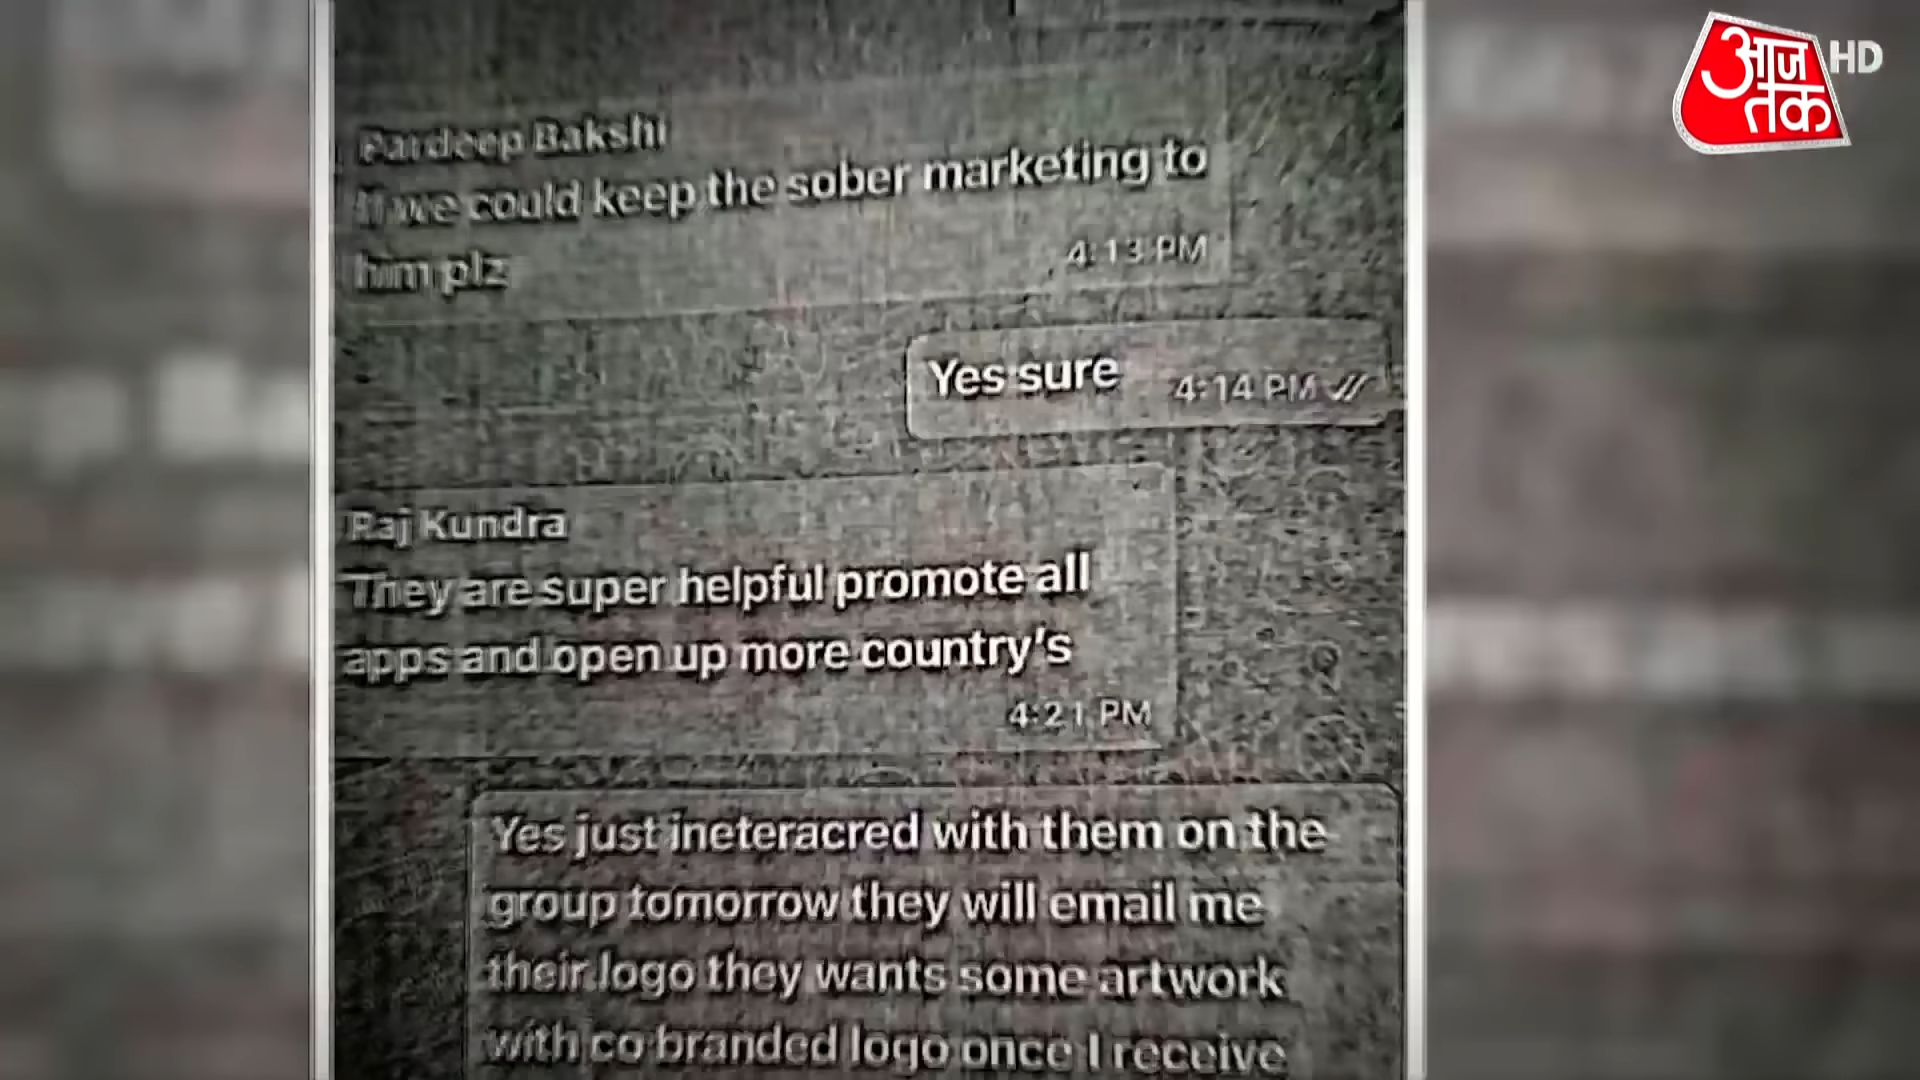 आज तक HD
Pardeep Bakshi
If we could keep the sober marketing to
him plz
4:13 PM
Yes sure 4:14 PM
Raj Kundra
They are super helpful promote all
apps and open up more country's
4:21 PM
Yes just ineteracred with them on the
group tomorrow they will email me
their logo they wants some artwork
with co branded logo once I receive